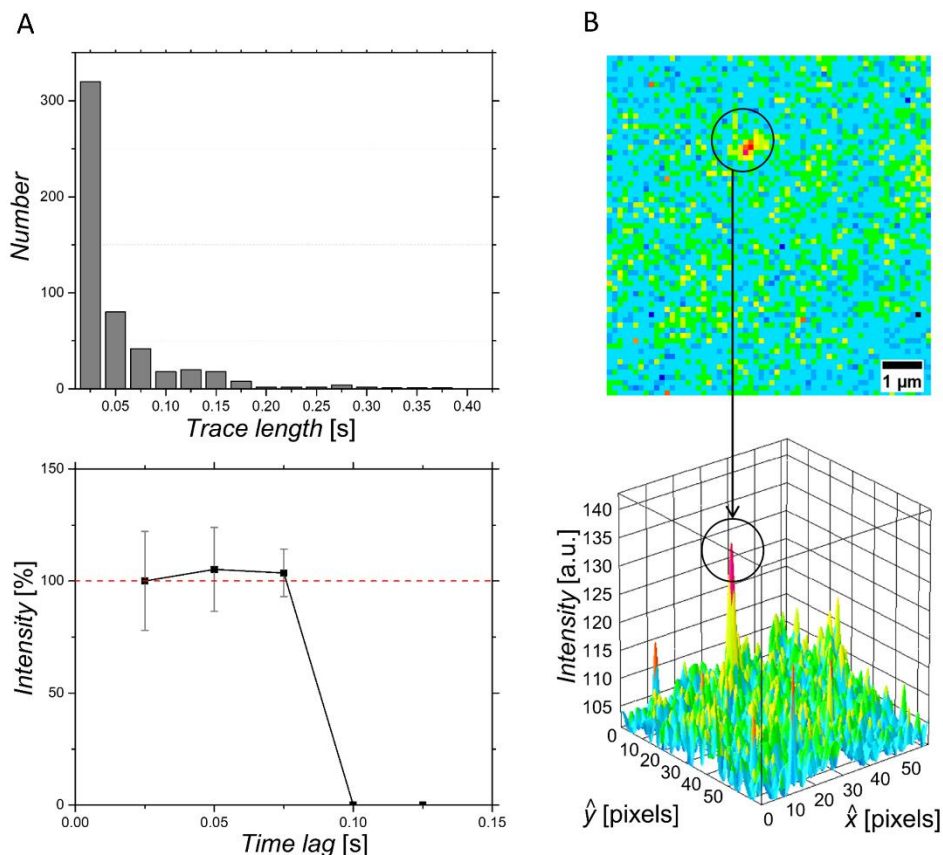 A
B
Number
300
200
100
0
0.05 0.10 0.15 0.20 0.25 0.30 0.35 0.40
Trace length [s]
1 µm
Intensity [%]
150
100
50
0
0.00 0.05 0.10 0.15
Time lag [s]
Intensity [a.u.]
140
135
130
125
120
115
110
105
0 10 20 30 40 50
ŷ [pixels]
0 10 20 30 40 50
x̂ [pixels]